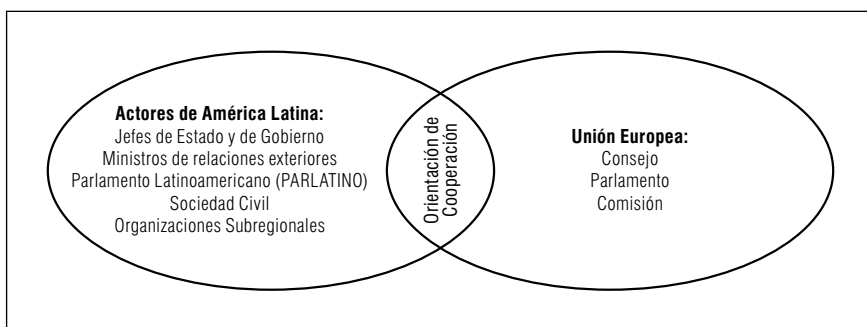 Actores de América Latina:
Jefes de Estado y de Gobierno
Ministros de relaciones exteriores
Parlamento Latinoamericano (PARLATINO)
Sociedad Civil
Organizaciones Subregionales
Orientación de
Cooperación
Unión Europea:
Consejo
Parlamento
Comisión